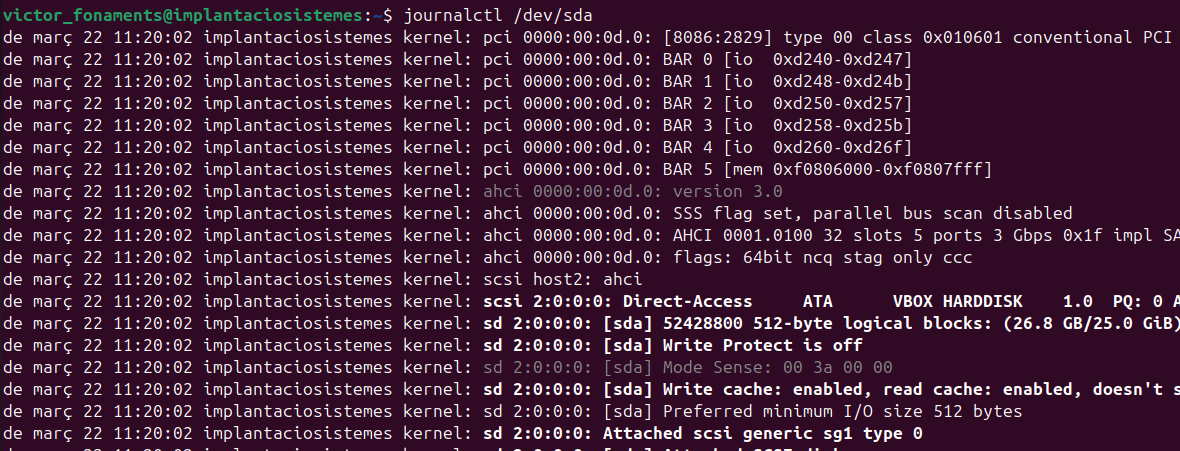 victor_fonaments@implantaciosistemes:~$ journalctl /dev/sda
de març 22 11:20:02 implantaciosistemes kernel: pci 0000:00:0d.0: [8086:2829] type 00 class 0x010601 conventional PCI
de març 22 11:20:02 implantaciosistemes kernel: pci 0000:00:0d.0: BAR 0 [io  0xd240-0xd247]
de març 22 11:20:02 implantaciosistemes kernel: pci 0000:00:0d.0: BAR 1 [io  0xd248-0xd24b]
de març 22 11:20:02 implantaciosistemes kernel: pci 0000:00:0d.0: BAR 2 [io  0xd250-0xd257]
de març 22 11:20:02 implantaciosistemes kernel: pci 0000:00:0d.0: BAR 3 [io  0xd258-0xd25b]
de març 22 11:20:02 implantaciosistemes kernel: pci 0000:00:0d.0: BAR 4 [io  0xd260-0xd26f]
de març 22 11:20:02 implantaciosistemes kernel: pci 0000:00:0d.0: BAR 5 [mem 0xf0806000-0xf0807fff]
de març 22 11:20:02 implantaciosistemes kernel: ahci 0000:00:0d.0: version 3.0
de març 22 11:20:02 implantaciosistemes kernel: ahci 0000:00:0d.0: SSS flag set, parallel bus scan disabled
de març 22 11:20:02 implantaciosistemes kernel: ahci 0000:00:0d.0: AHCI 0001.0100 32 slots 5 ports 3 Gbps 0x1f impl SA
de març 22 11:20:02 implantaciosistemes kernel: ahci 0000:00:0d.0: flags: 64bit ncq stag only ccc
de març 22 11:20:02 implantaciosistemes kernel: scsi host2: ahci
de març 22 11:20:02 implantaciosistemes kernel: scsi 2:0:0:0: Direct-Access     ATA      VBOX HARDDISK    1.0  PQ: 0 A
de març 22 11:20:02 implantaciosistemes kernel: sd 2:0:0:0: [sda] 52428800 512-byte logical blocks: (26.8 GB/25.0 GiB)
de març 22 11:20:02 implantaciosistemes kernel: sd 2:0:0:0: [sda] Write Protect is off
de març 22 11:20:02 implantaciosistemes kernel: sd 2:0:0:0: [sda] Mode Sense: 00 3a 00 00
de març 22 11:20:02 implantaciosistemes kernel: sd 2:0:0:0: [sda] Write cache: enabled, read cache: enabled, doesn't s
de març 22 11:20:02 implantaciosistemes kernel: sd 2:0:0:0: [sda] Preferred minimum I/O size 512 bytes
de març 22 11:20:02 implantaciosistemes kernel: sd 2:0:0:0: Attached scsi generic sg1 type 0